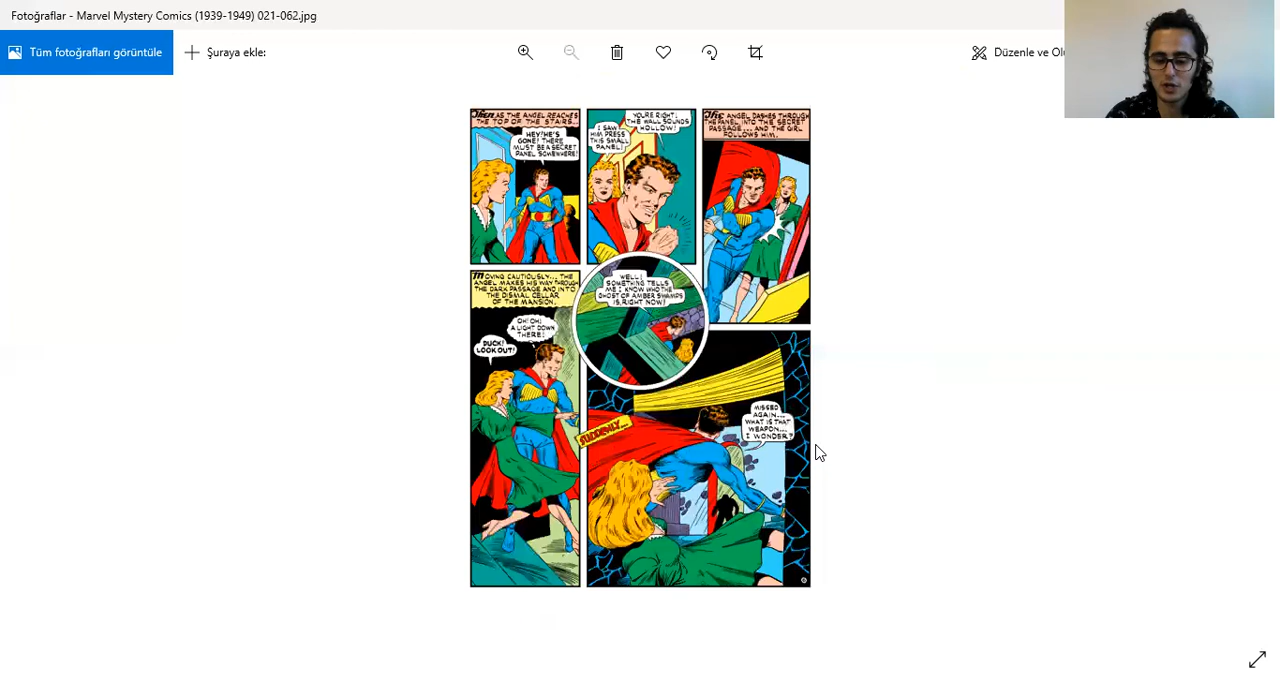 Fotoğraflar - Marvel Mystery Comics (1939-1949) 021-062.jpg
Tüm fotoğrafları görüntüle
Şuraya ekle:
Düzenle ve Olu
Then AS THE ANGEL REACHES
THE TOP OF THE STAIRS...
HEY! HE'S
GONE! THERE
MUST BE A SECRET
PANEL SOMEWHERE!
I SAW
HIM PRESS
THIS SMALL
PANEL!
YOU'RE RIGHT:
THE WALL SOUNDS
HOLLOW!
The ANGEL DASHES THROUGH
THE PANEL INTO THE SECRET
PASSAGE... AND THE GIRL
FOLLOWS HIM.
MOVING CAUTIOUSLY... THE
ANGEL MAKES HIS WAY THROUGH
THE DARK PASSAGE AND INTO
THE DISMAL CELLAR
OF THE MANSION.
OH! OH!
A LIGHT DOWN
THERE!
DUCK!
LOOK OUT!
WELL!
SOMETHING TELLS
ME I KNOW WHO THE
GHOST OF AMBER SWAMPS
IS, RIGHT NOW!
SUDDENLY...
MISSED
AGAIN...
WHAT IS THAT
WEAPON...
I WONDER?